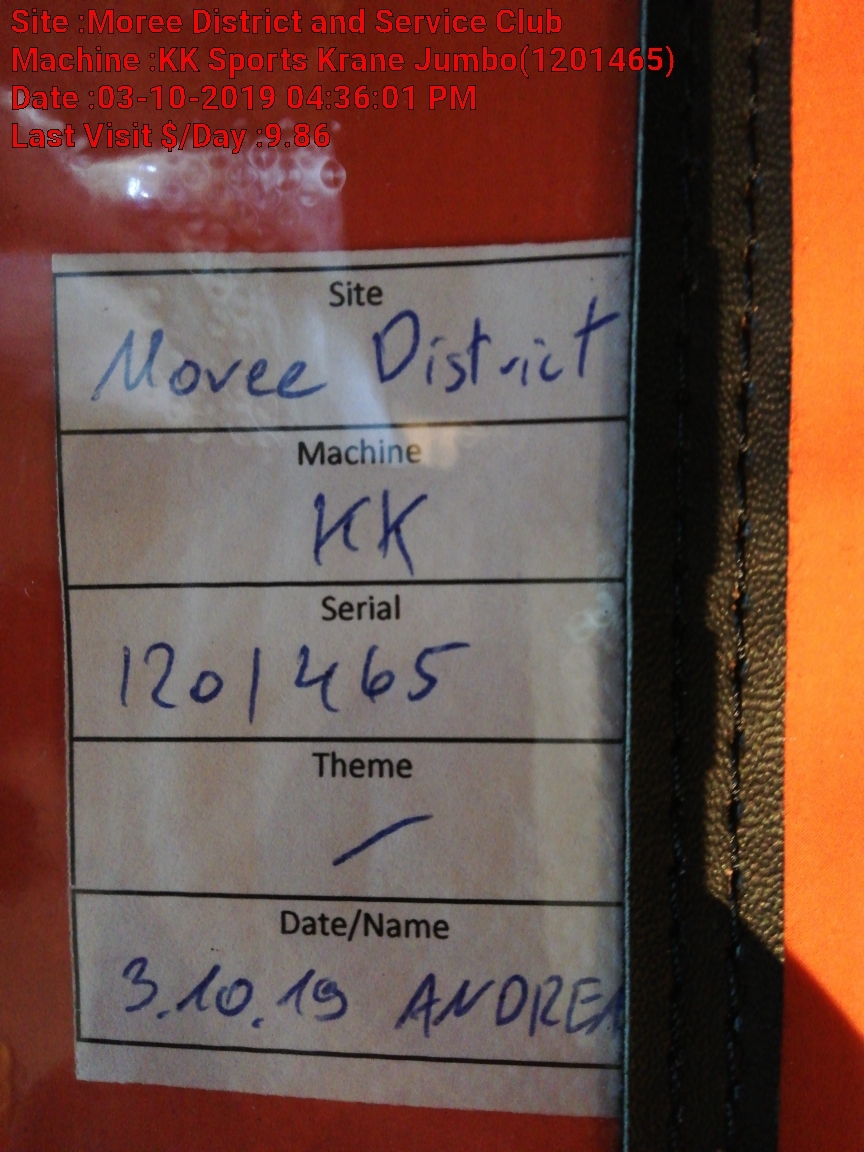 Site :Moree District and Service Club
Machine :KK Sports Krane Jumbo(1201465)
Date :03-10-2019 04:36:01 PM
Last Visit $/Day :9.86
Site
Moree District
Machine
KK
Serial
1201465
Theme
Date/Name
3.10.19 ANDREA